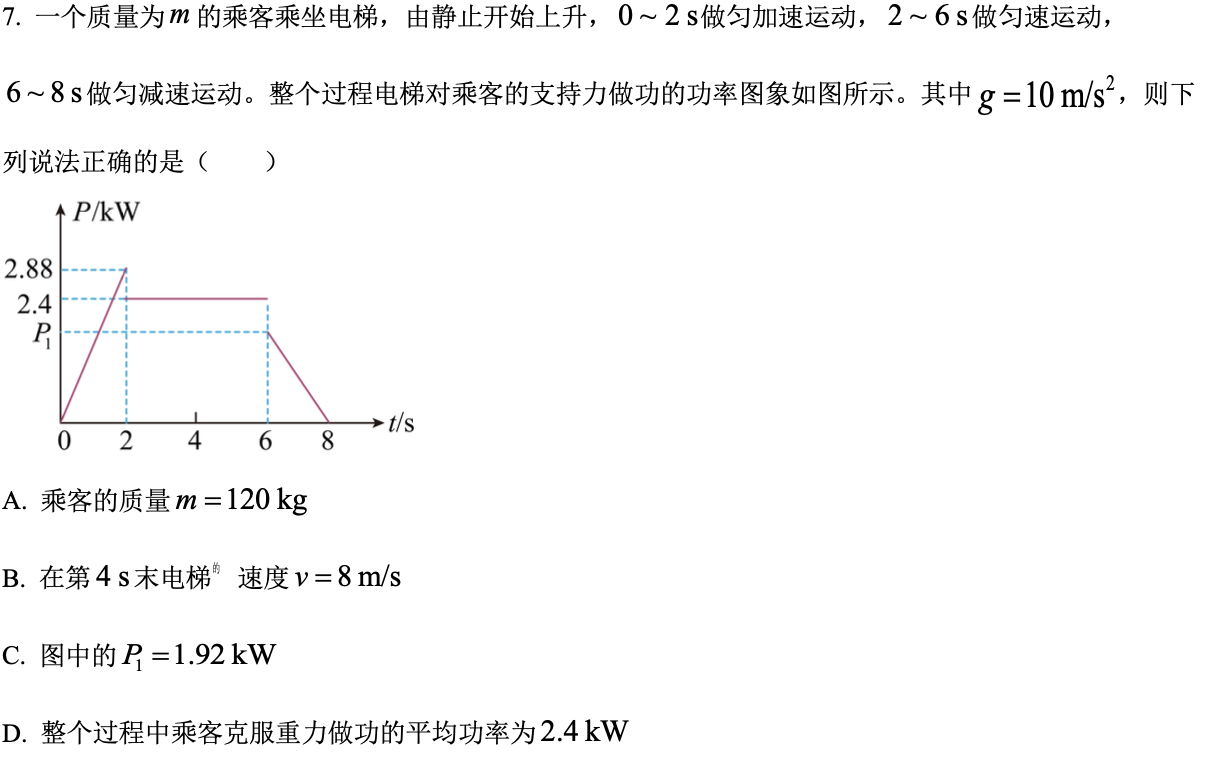 7. 一个质量为 m 的乘客乘坐电梯，由静止开始上升，0 ~ 2 s做匀加速运动，2 ~ 6 s做匀速运动，
6 ~ 8 s做匀减速运动。整个过程电梯对乘客的支持力做功的功率图象如图所示。其中 g = 10 m/s²，则下
列说法正确的是（　　）
P/kW
2.88
2.4
P₁
0 2 4 6 8 t/s
A. 乘客的质量 m = 120 kg
B. 在第 4 s 末电梯的 速度 v = 8 m/s
C. 图中的 P₁ = 1.92 kW
D. 整个过程中乘客克服重力做功的平均功率为 2.4 kW